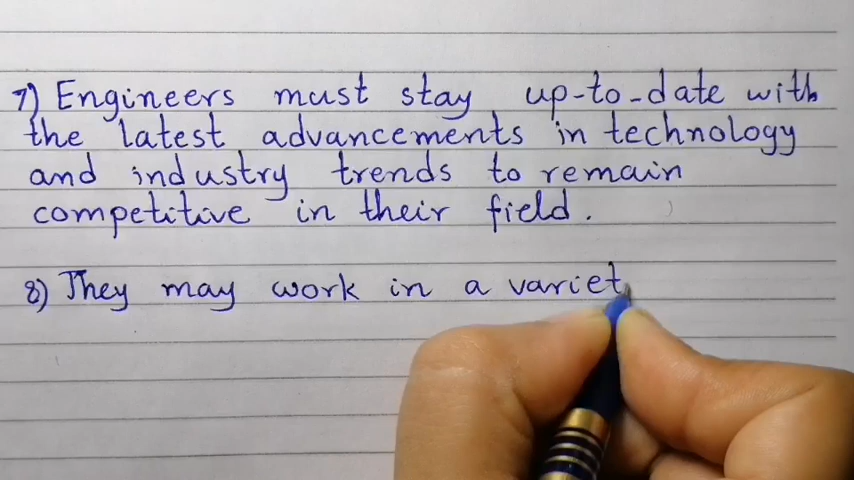 7) Engineers must stay up-to-date with
the latest advancements in technology
and industry trends to remain
competitive in their field.
8) They may work in a variet